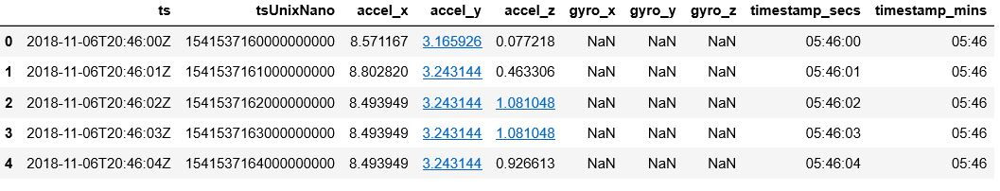 ts tsUnixNano accel_x accel_y accel_z gyro_x gyro_y gyro_z timestamp_secs timestamp_mins
0 2018-11-06T20:46:00Z 1541537160000000000 8.571167 3.165926 0.077218 NaN NaN NaN 05:46:00 05:46
1 2018-11-06T20:46:01Z 1541537161000000000 8.802820 3.243144 0.463306 NaN NaN NaN 05:46:01 05:46
2 2018-11-06T20:46:02Z 1541537162000000000 8.493949 3.243144 1.081048 NaN NaN NaN 05:46:02 05:46
3 2018-11-06T20:46:03Z 1541537163000000000 8.493949 3.243144 1.081048 NaN NaN NaN 05:46:03 05:46
4 2018-11-06T20:46:04Z 1541537164000000000 8.493949 3.243144 0.926613 NaN NaN NaN 05:46:04 05:46